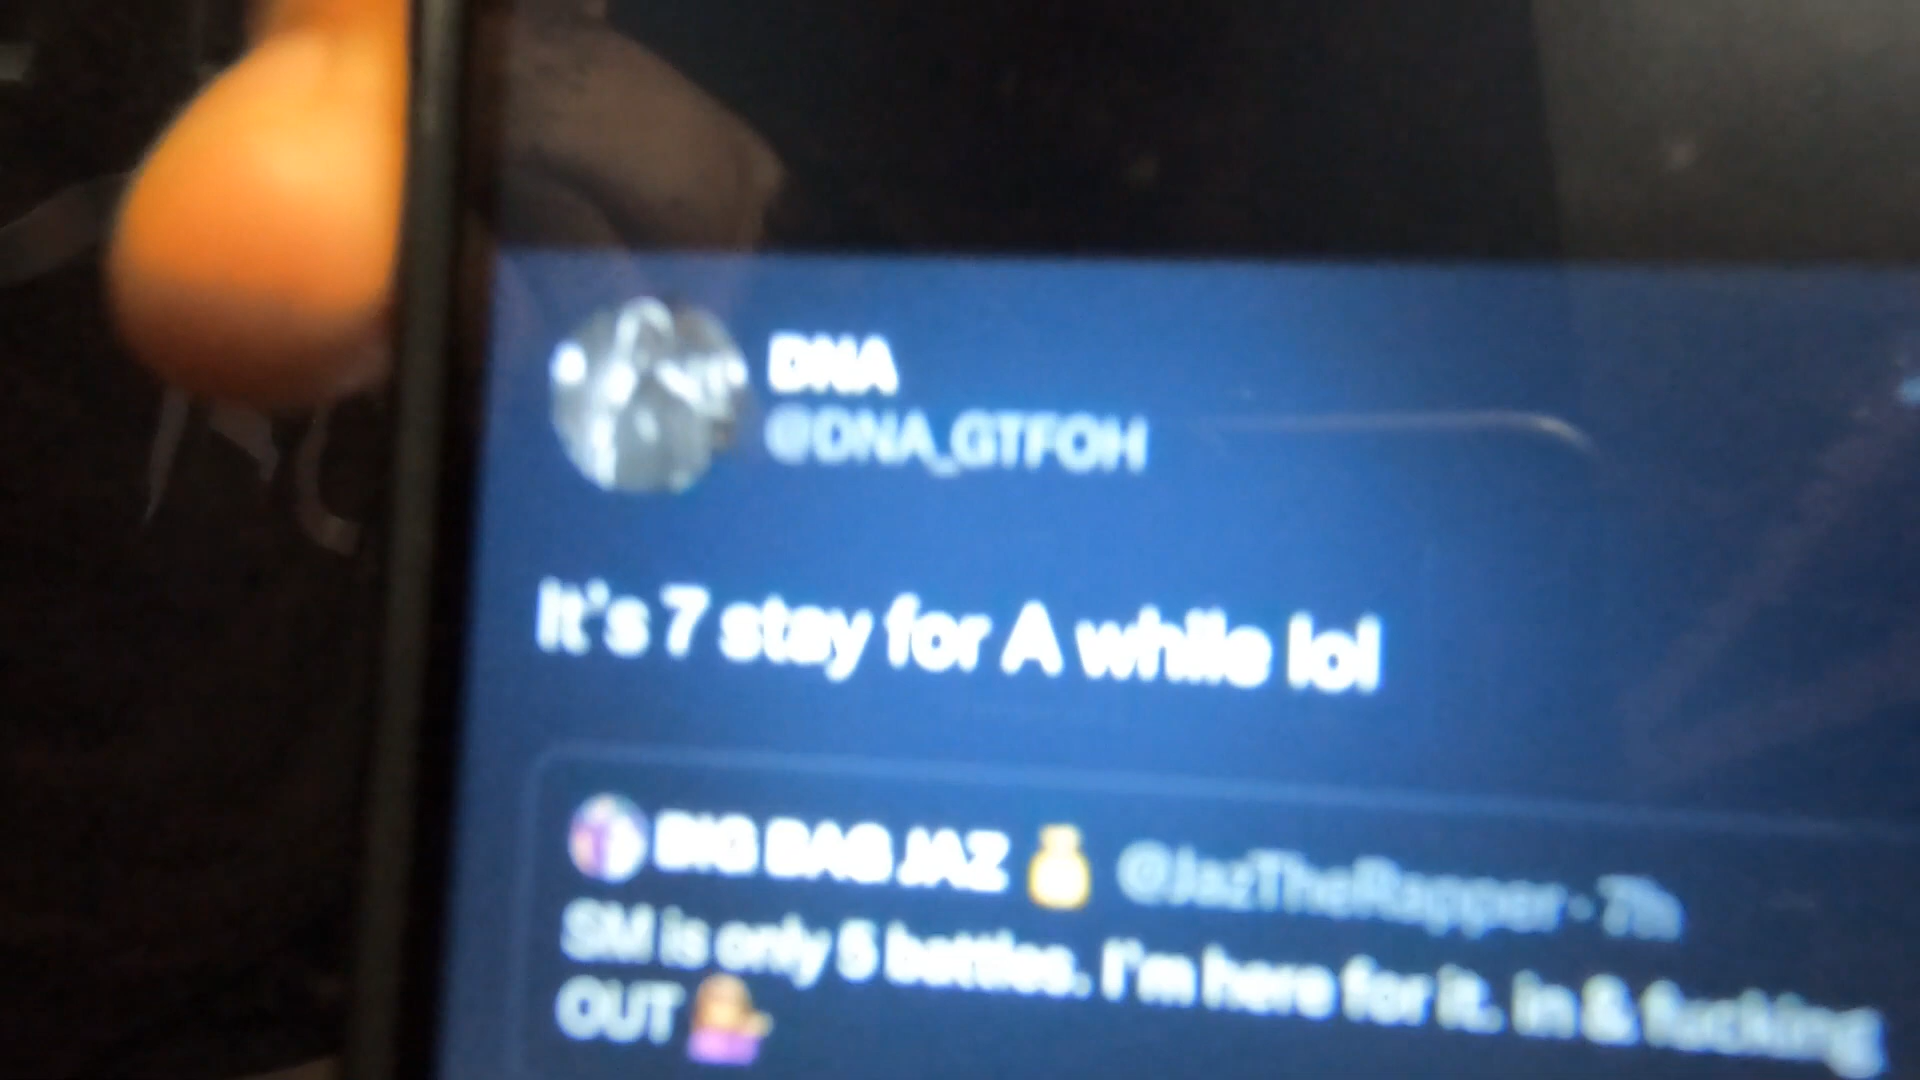 DNA
@DNA_GTFOH
It's 7 stay for A while lol
BIG BAG JAZ 💰 @JazTheRapper · 7h
SM is only 5 battles. I'm here for it. in & fucking
OUT 💁🏽